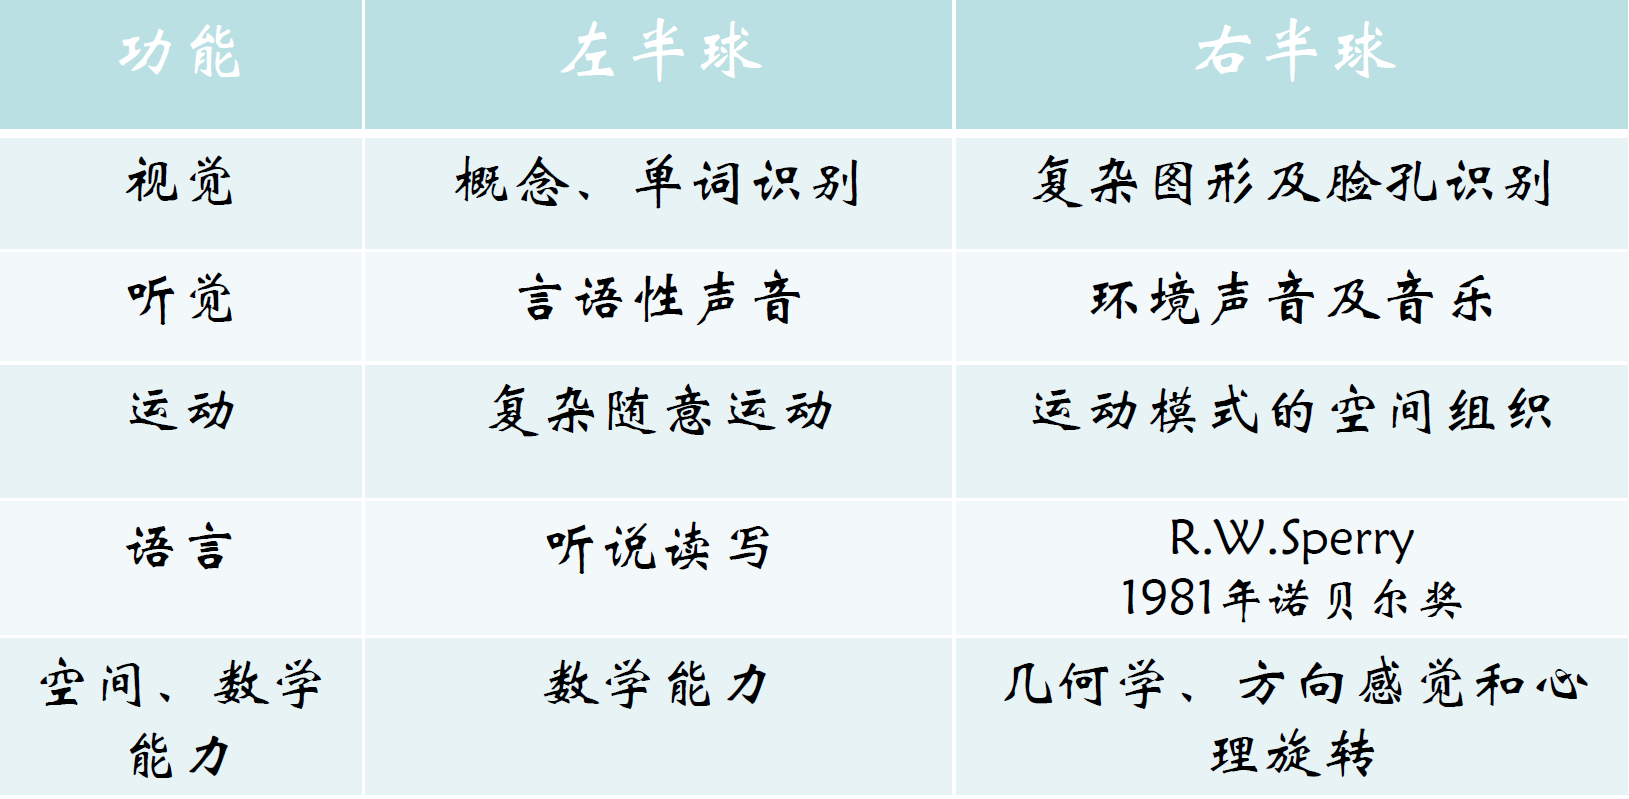 功能 左半球 右半球
视觉 概念、单词识别 复杂图形及脸孔识别
听觉 言语性声音 环境声音及音乐
运动 复杂随意运动 运动模式的空间组织
语言 听说读写 R.W.Sperry
1981年诺贝尔奖
空间、数学 数学能力 几何学、方向感觉和心
能力 理旋转